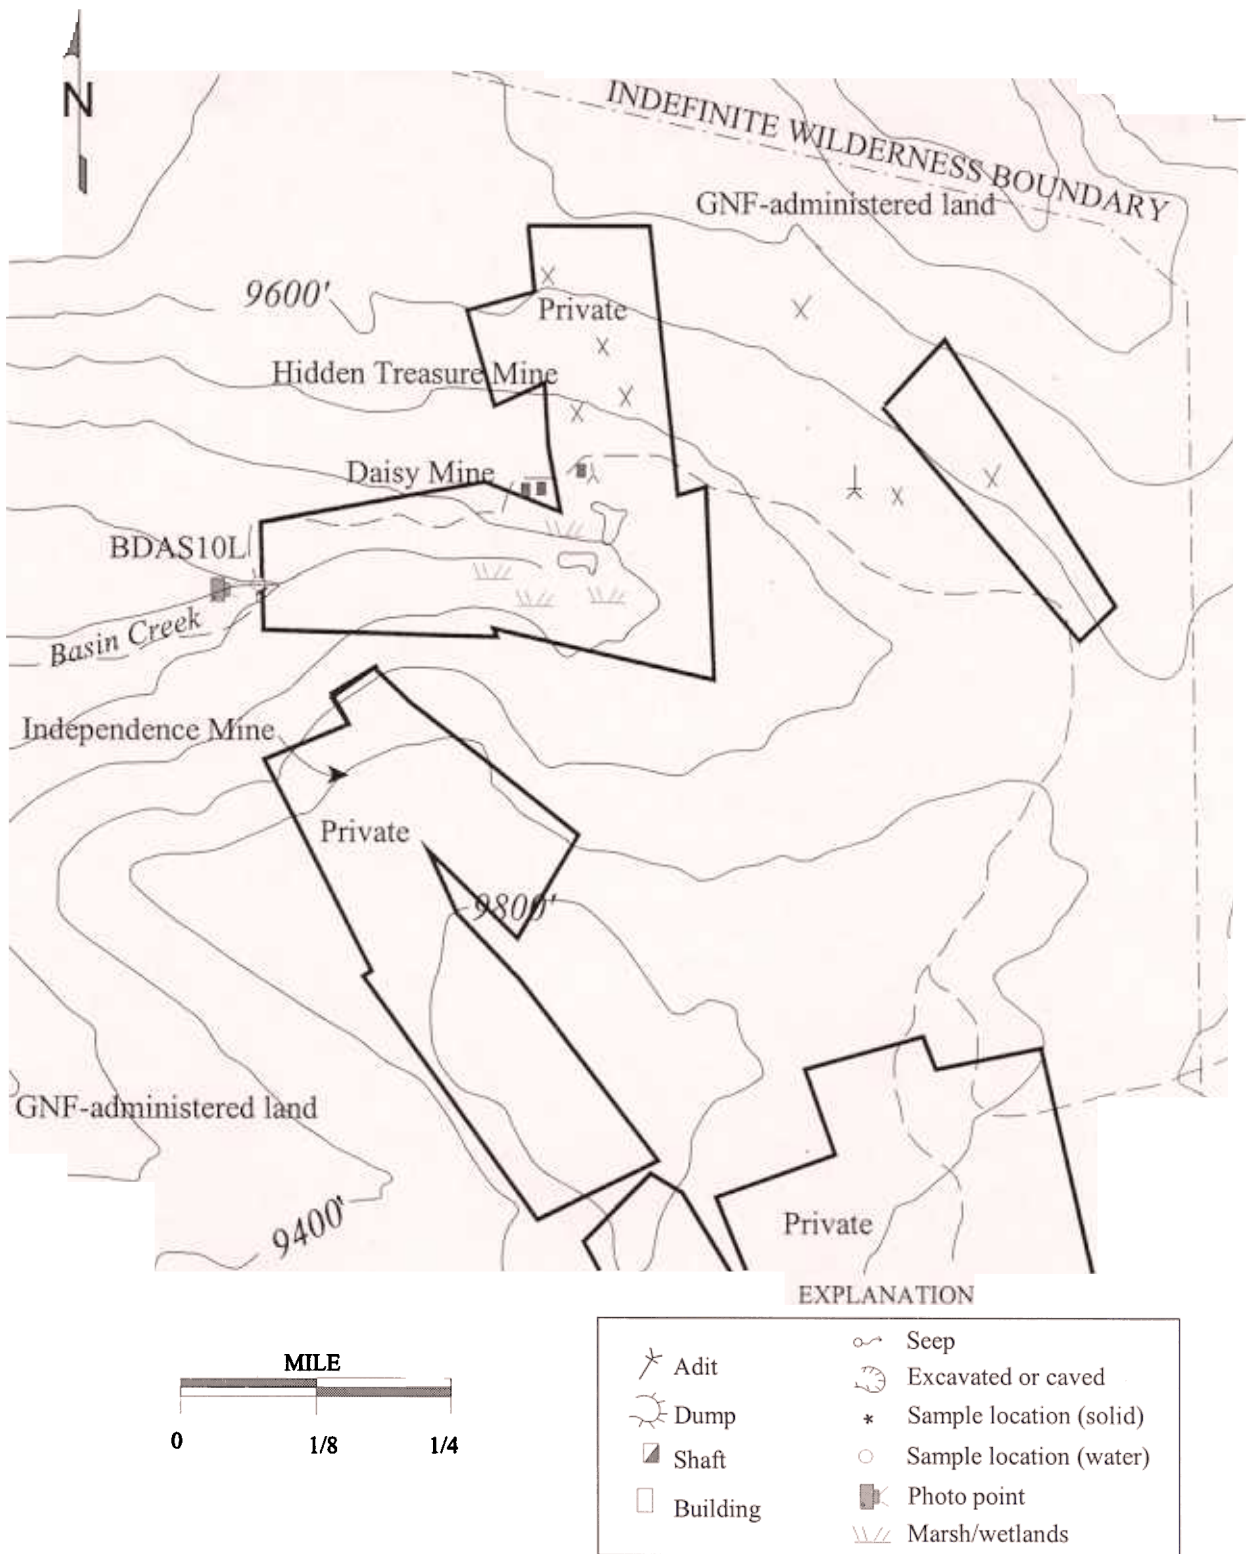 N
INDEFINITE WILDERNESS BOUNDARY
GNF-administered land
9600'
Private
Hidden Treasure Mine
Daisy Mine
BDAS10L
Basin Creek
Independence Mine
Private
9800'
GNF-administered land
9400'
Private
EXPLANATION
MILE
0 1/8 1/4
Adit
Dump
Shaft
Building
Seep
Excavated or caved
Sample location (solid)
Sample location (water)
Photo point
Marsh/wetlands